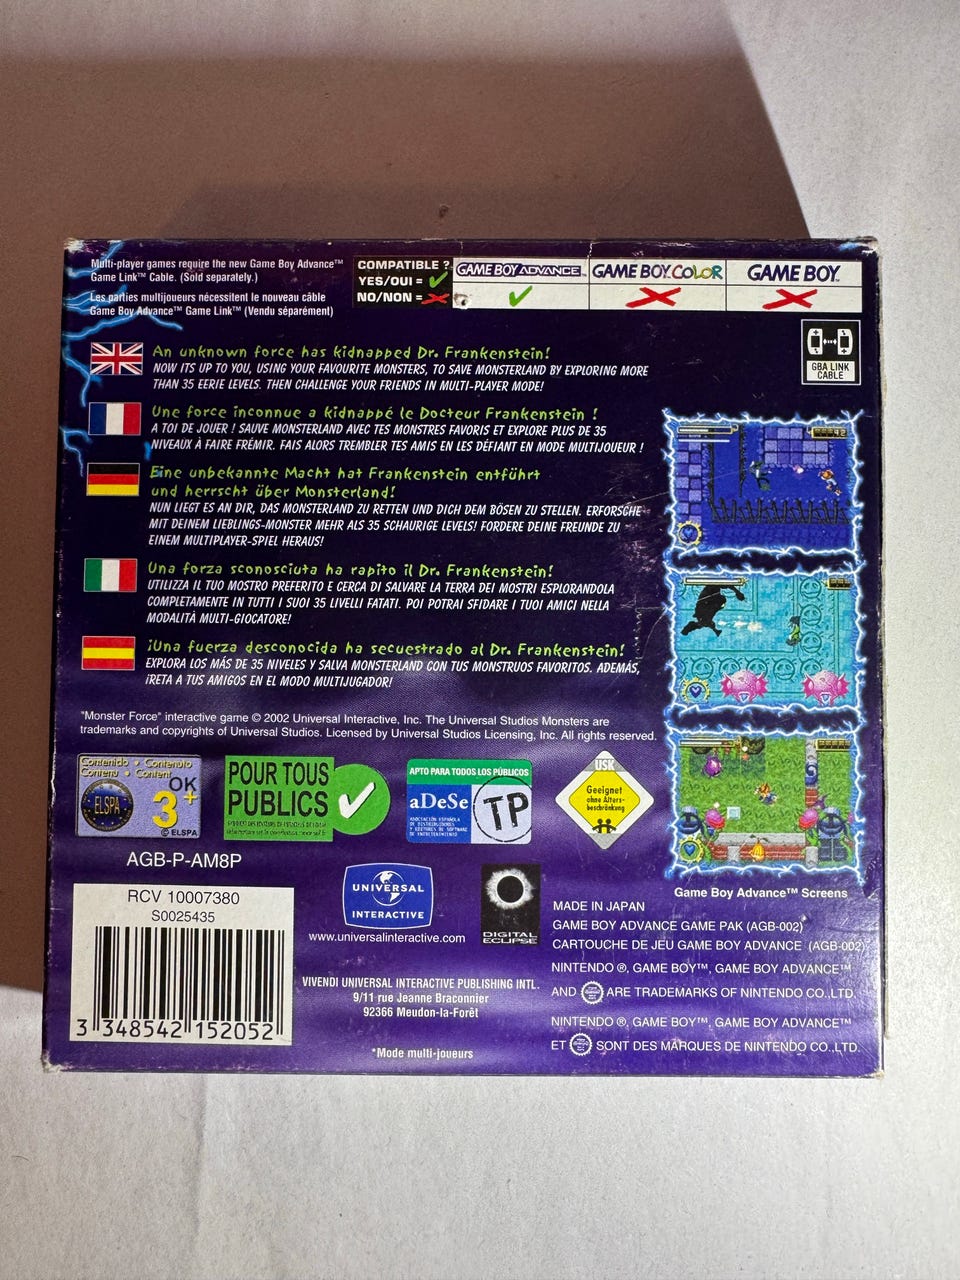 Multi-player games require the new Game Boy Advance™
Game Link™ Cable. (Sold separately.)
Les parties multijoueurs nécessitent le nouveau câble
Game Boy Advance™ Game Link™ (Vendu séparément)
COMPATIBLE ?
YES/OUI =
NO/NON =
GAME BOY ADVANCE™
GAME BOY COLOR
GAME BOY™
GBA LINK
CABLE
An unknown force has kidnapped Dr. Frankenstein!
NOW ITS UP TO YOU, USING YOUR FAVOURITE MONSTERS, TO SAVE MONSTERLAND BY EXPLORING MORE
THAN 35 EERIE LEVELS. THEN CHALLENGE YOUR FRIENDS IN MULTI-PLAYER MODE!
Une force inconnue a kidnappé le Docteur Frankenstein !
A TOI DE JOUER ! SAUVE MONSTERLAND AVEC TES MONSTRES FAVORIS ET EXPLORE PLUS DE 35
NIVEAUX À FAIRE FRÉMIR. FAIS ALORS TREMBLER TES AMIS EN LES DÉFIANT EN MODE MULTIJOUEUR !
Eine unbekannte Macht hat Frankenstein entführt
und herrscht über Monsterland!
NUN LIEGT ES AN DIR, DAS MONSTERLAND ZU RETTEN UND DICH DEM BÖSEN ZU STELLEN. ERFORSCHE
MIT DEINEM LIEBLINGS-MONSTER MEHR ALS 35 SCHAURIGE LEVELS! FORDERE DEINE FREUNDE ZU
EINEM MULTIPLAYER-SPIEL HERAUS!
Una forza sconosciuta ha rapito il Dr. Frankenstein!
UTILIZZA IL TUO MOSTRO PREFERITO E CERCA DI SALVARE LA TERRA DEI MOSTRI ESPLORANDOLA
COMPLETAMENTE IN TUTTI I SUOI 35 LIVELLI FATATI. POI POTRAI SFIDARE I TUOI AMICI NELLA
MODALITÀ MULTI-GIOCATORE!
¡Una fuerza desconocida ha secuestrado al Dr. Frankenstein!
EXPLORA LOS MÁS DE 35 NIVELES Y SALVA MONSTERLAND CON TUS MONSTRUOS FAVORITOS. ADEMÁS,
¡RETA A TUS AMIGOS EN EL MODO MULTIJUGADOR!
"Monster Force" interactive game © 2002 Universal Interactive, Inc. The Universal Studios Monsters are
trademarks and copyrights of Universal Studios. Licensed by Universal Studios Licensing, Inc. All rights reserved.
Contenido • Contenuto
Contenu • Content
ELSPA
OK
3+
© ELSPA
POUR TOUS
PUBLICS
APTO PARA TODOS LOS PÚBLICOS
aDeSe
TP
ASOCIACIÓN ESPAÑOLA
DE DISTRIBUIDORES
Y EDITORES DE SOFTWARE
DE ENTRETENIMIENTO
USK
Geeignet
ohne Alters-
beschränkung
Game Boy Advance™ Screens
AGB-P-AM8P
RCV 10007380
S0025435
3 348542 152052
UNIVERSAL
INTERACTIVE
www.universalinteractive.com
DIGITAL
ECLIPSE
VIVENDI UNIVERSAL INTERACTIVE PUBLISHING INTL.
9/11 rue Jeanne Braconnier
92366 Meudon-la-Forêt
*Mode multi-joueurs
MADE IN JAPAN
GAME BOY ADVANCE GAME PAK (AGB-002)
CARTOUCHE DE JEU GAME BOY ADVANCE (AGB-002)
NINTENDO ®, GAME BOY™, GAME BOY ADVANCE™
AND ARE TRADEMARKS OF NINTENDO CO.,LTD.
NINTENDO ®, GAME BOY™, GAME BOY ADVANCE™
ET SONT DES MARQUES DE NINTENDO CO.,LTD.